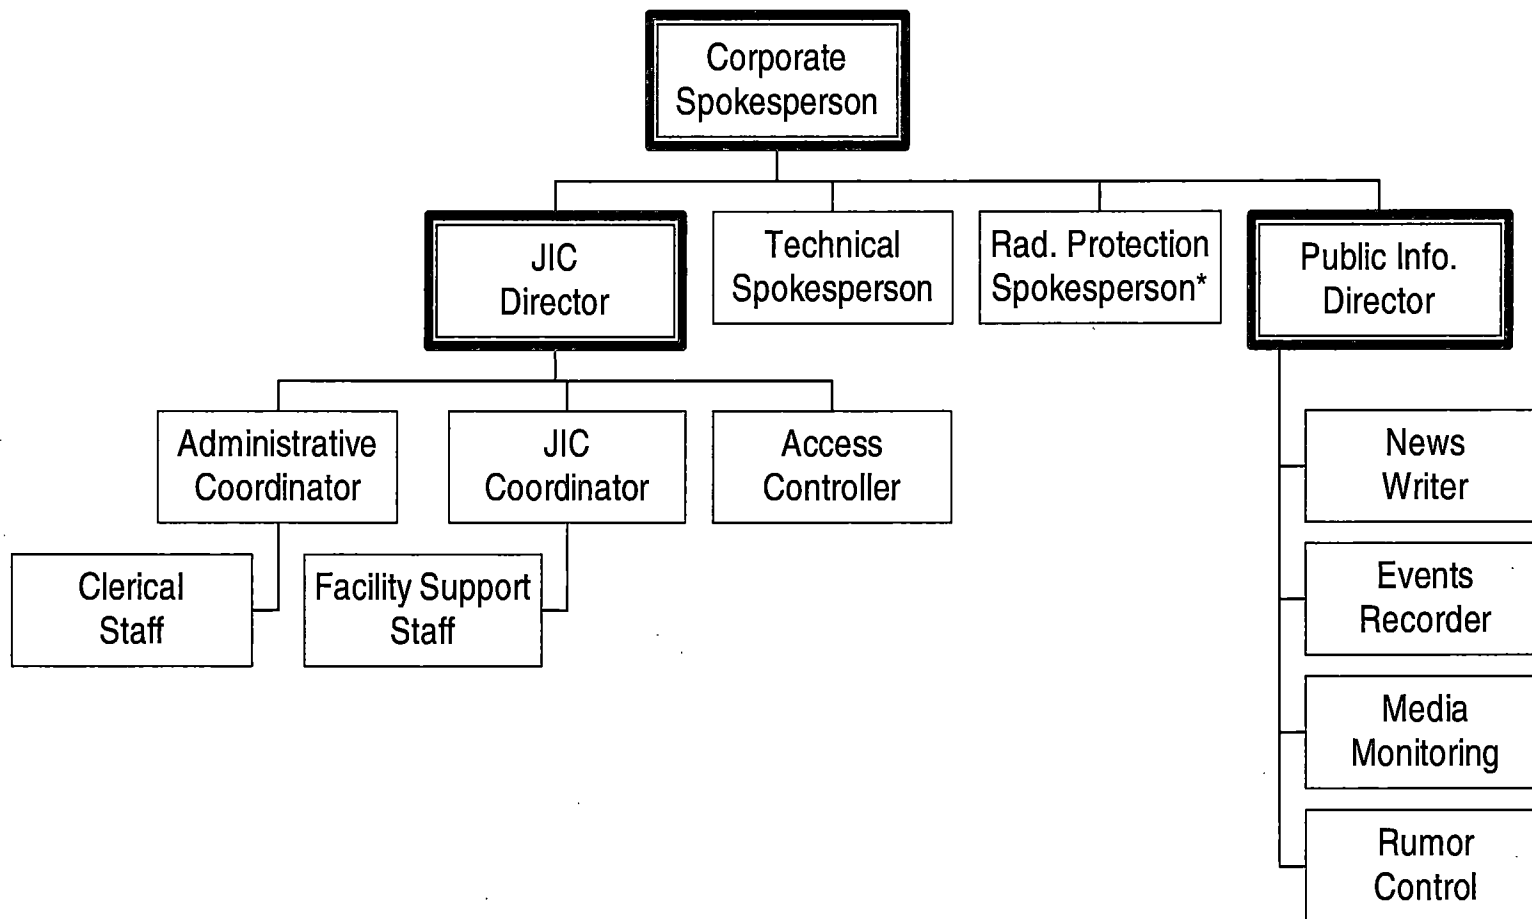 Corporate
Spokesperson
JIC
Director
Technical
Spokesperson
Rad. Protection
Spokesperson*
Public Info.
Director
Administrative
Coordinator
JIC
Coordinator
Access
Controller
News
Writer
Clerical
Staff
Facility Support
Staff
Events
Recorder
Media
Monitoring
Rumor
Control